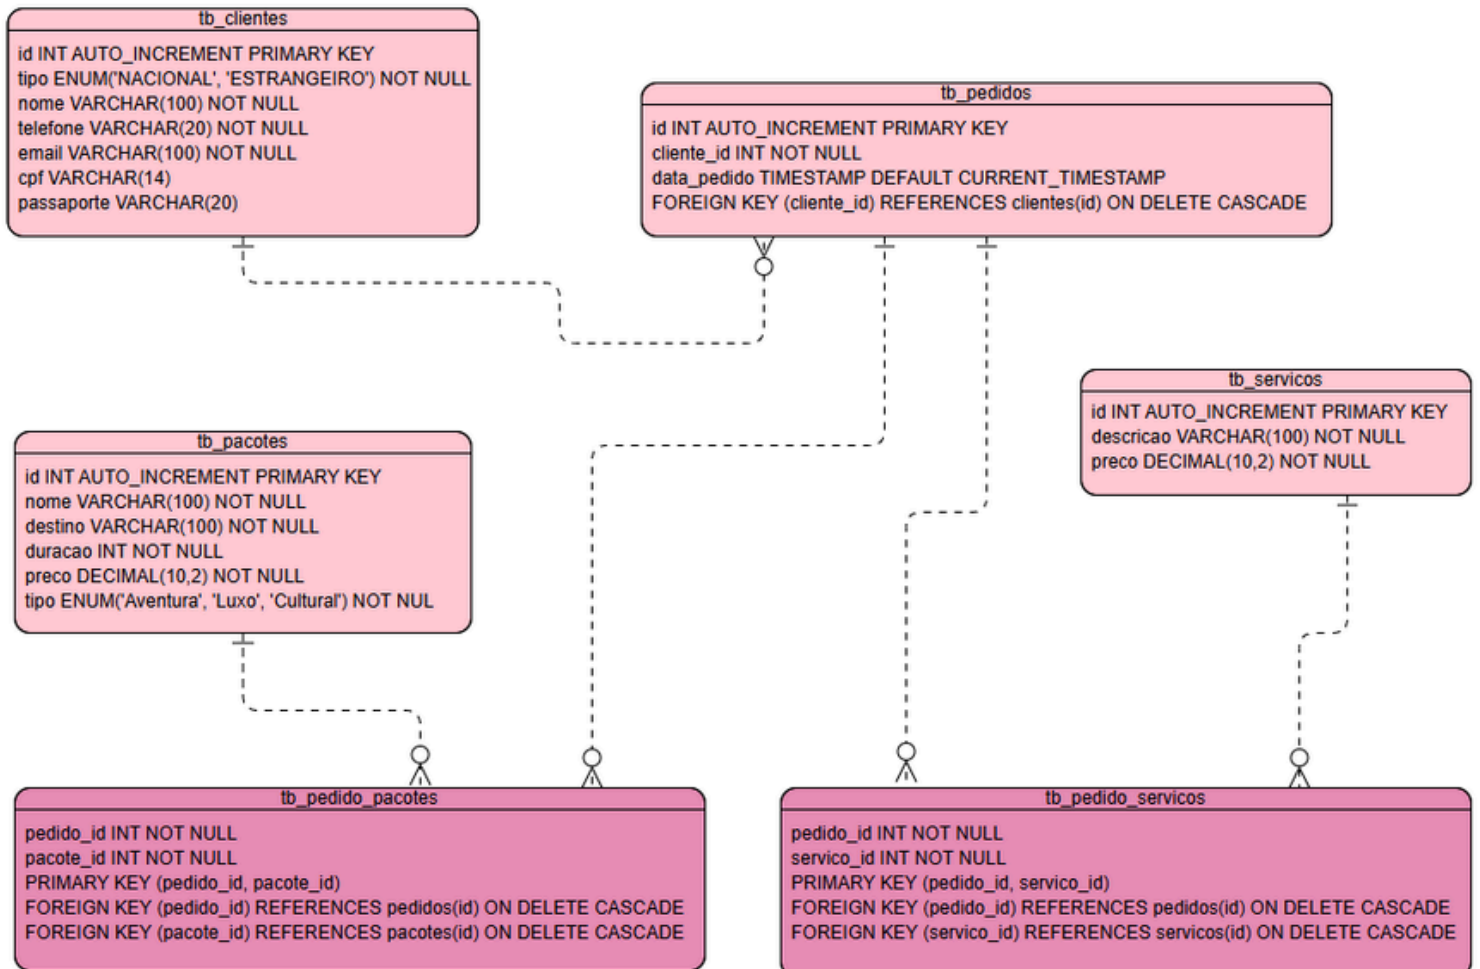 tb_clientes
id INT AUTO_INCREMENT PRIMARY KEY
tipo ENUM('NACIONAL', 'ESTRANGEIRO') NOT NULL
nome VARCHAR(100) NOT NULL
telefone VARCHAR(20) NOT NULL
email VARCHAR(100) NOT NULL
cpf VARCHAR(14)
passaporte VARCHAR(20)
tb_pedidos
id INT AUTO_INCREMENT PRIMARY KEY
cliente_id INT NOT NULL
data_pedido TIMESTAMP DEFAULT CURRENT_TIMESTAMP
FOREIGN KEY (cliente_id) REFERENCES clientes(id) ON DELETE CASCADE
tb_servicos
id INT AUTO_INCREMENT PRIMARY KEY
descricao VARCHAR(100) NOT NULL
preco DECIMAL(10,2) NOT NULL
tb_pacotes
id INT AUTO_INCREMENT PRIMARY KEY
nome VARCHAR(100) NOT NULL
destino VARCHAR(100) NOT NULL
duracao INT NOT NULL
preco DECIMAL(10,2) NOT NULL
tipo ENUM('Aventura', 'Luxo', 'Cultural') NOT NUL
tb_pedido_pacotes
pedido_id INT NOT NULL
pacote_id INT NOT NULL
PRIMARY KEY (pedido_id, pacote_id)
FOREIGN KEY (pedido_id) REFERENCES pedidos(id) ON DELETE CASCADE
FOREIGN KEY (pacote_id) REFERENCES pacotes(id) ON DELETE CASCADE
tb_pedido_servicos
pedido_id INT NOT NULL
servico_id INT NOT NULL
PRIMARY KEY (pedido_id, servico_id)
FOREIGN KEY (pedido_id) REFERENCES pedidos(id) ON DELETE CASCADE
FOREIGN KEY (servico_id) REFERENCES servicos(id) ON DELETE CASCADE